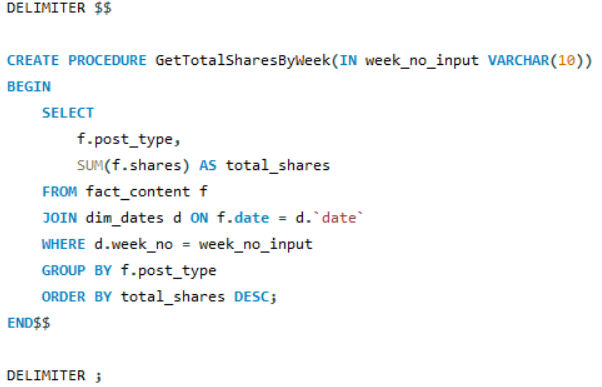 DELIMITER $$
CREATE PROCEDURE GetTotalSharesByWeek(IN week_no_input VARCHAR(10))
BEGIN
SELECT
f.post_type,
SUM(f.shares) AS total_shares
FROM fact_content f
JOIN dim_dates d ON f.date = d.`date`
WHERE d.week_no = week_no_input
GROUP BY f.post_type
ORDER BY total_shares DESC;
END$$
DELIMITER ;